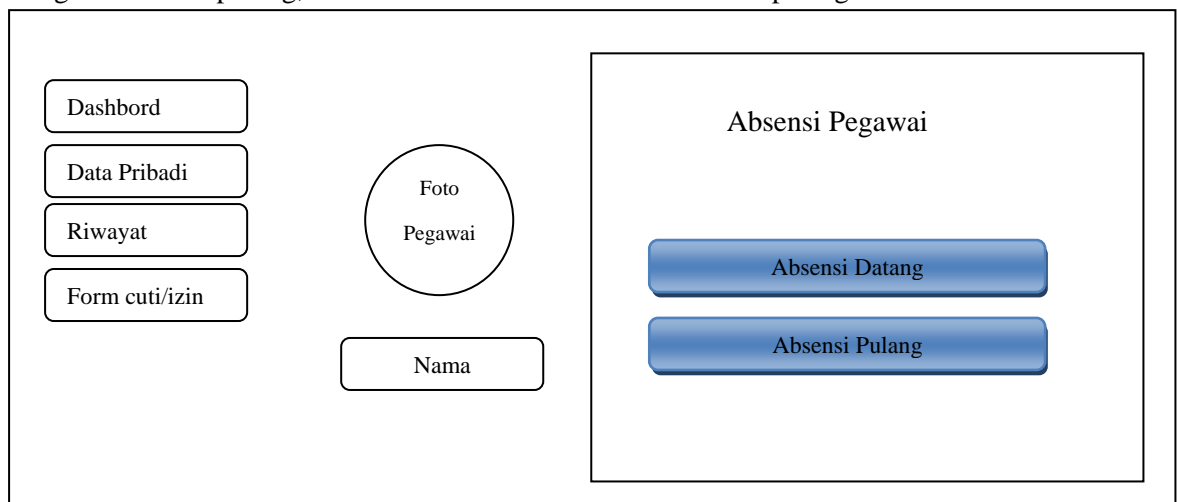 Dashbord
Data Pribadi
Riwayat
Form cuti/izin
Foto
Pegawai
Nama
Absensi Pegawai
Absensi Datang
Absensi Pulang